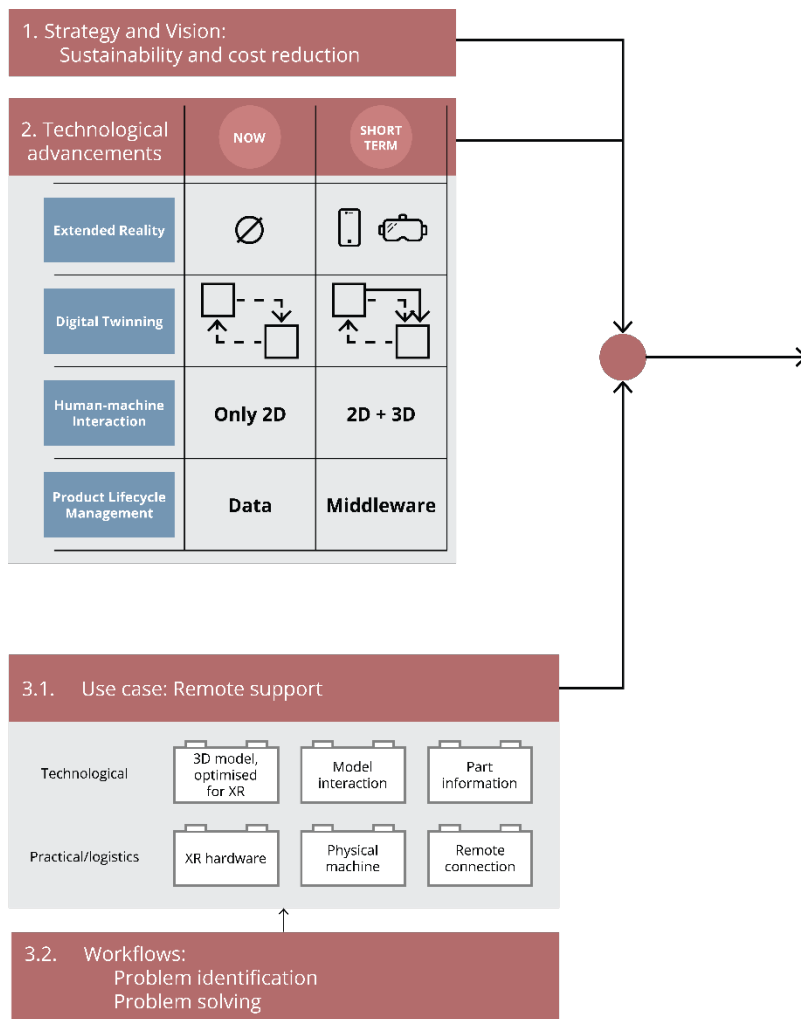 1. Strategy and Vision:
Sustainability and cost reduction
2. Technological
advancements
NOW
SHORT
TERM
Extended Reality
Digital Twinning
Human-machine
Interaction
Only 2D
2D + 3D
Product Lifecycle
Management
Data
Middleware
3.1. Use case: Remote support
Technological
3D model,
optimised
for XR
Model
interaction
Part
information
Practical/logistics
XR hardware
Physical
machine
Remote
connection
3.2. Workflows:
Problem identification
Problem solving